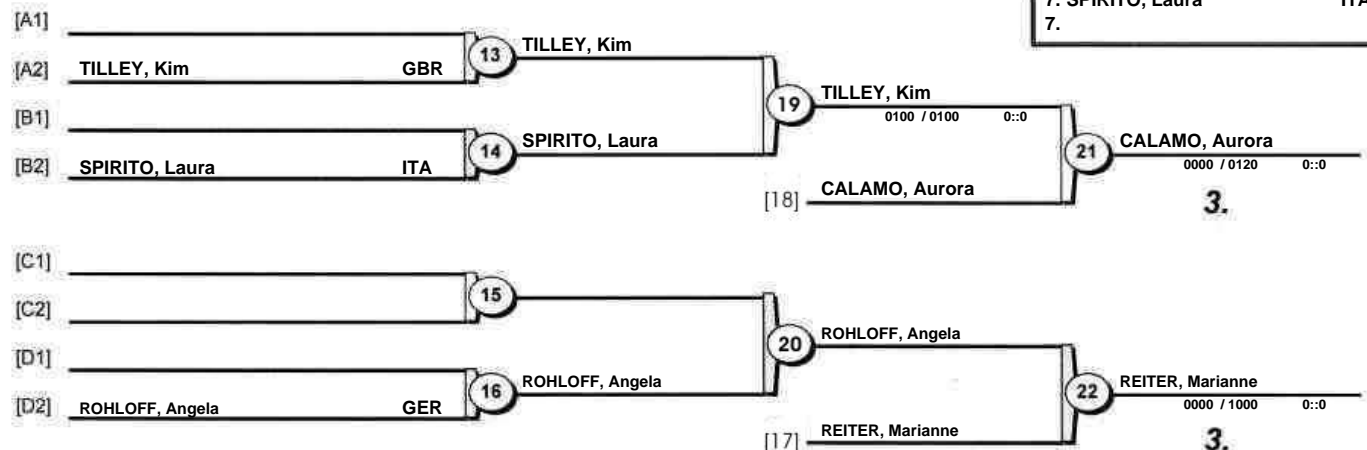 7. SPIRITO, Laura ITA
7.
[A1]
13 TILLEY, Kim
[A2] TILLEY, Kim GBR
19 TILLEY, Kim
0100 / 0100 0::0
[B1]
14 SPIRITO, Laura
21 CALAMO, Aurora
0000 / 0120 0::0
[B2] SPIRITO, Laura ITA
[18] CALAMO, Aurora
3.
[C1]
15
[C2]
20 ROHLOFF, Angela
[D1]
16 ROHLOFF, Angela
22 REITER, Marianne
0000 / 1000 0::0
[D2] ROHLOFF, Angela GER
[17] REITER, Marianne
3.